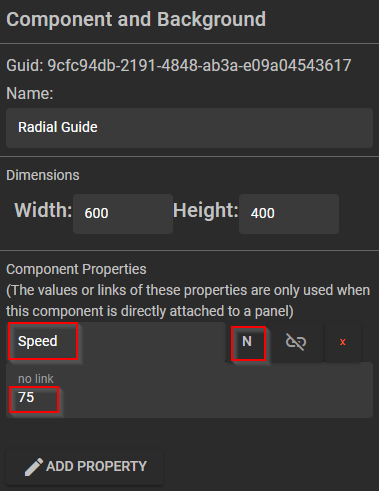 Component and Background
Guid: 9cfc94db-2191-4848-ab3a-e09a04543617
Name:
Radial Guide
Dimensions
Width: 600 Height: 400
Component Properties
(The values or links of these properties are only used when
this component is directly attached to a panel)
Speed N x
no link
75
ADD PROPERTY